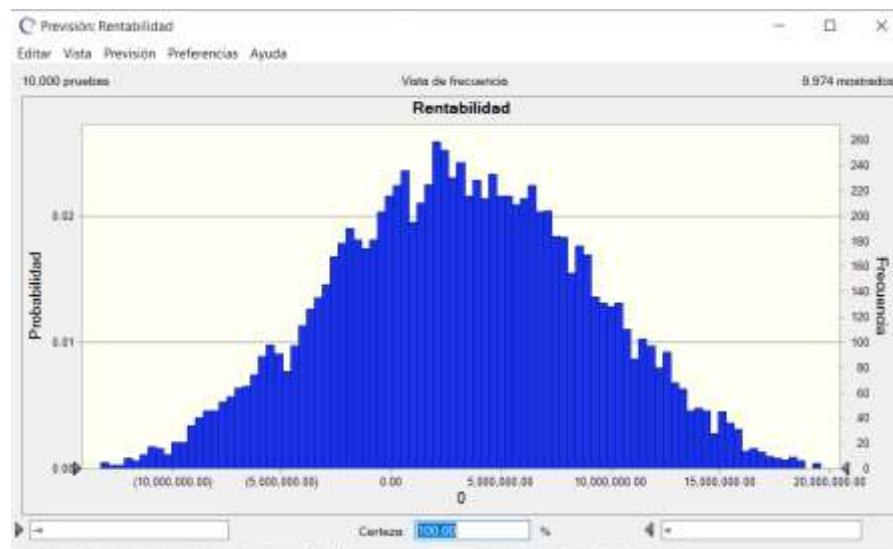 Previsión: Rentabilidad
Editar Vista Previsión Preferencias Ayuda
10.000 pruebas Vista de frecuencia 9.974 mostrados
Rentabilidad
Probabilidad
0.02
0.01
0.00
260
240
220
200
180
160
140
120
100
80
60
40
20
0
Frecuencia
(10,000,000.00) (5,000,000.00) 0.00 5,000,000.00 10,000,000.00 15,000,000.00 20,000,000.00
0
Certeza: 100.00 %